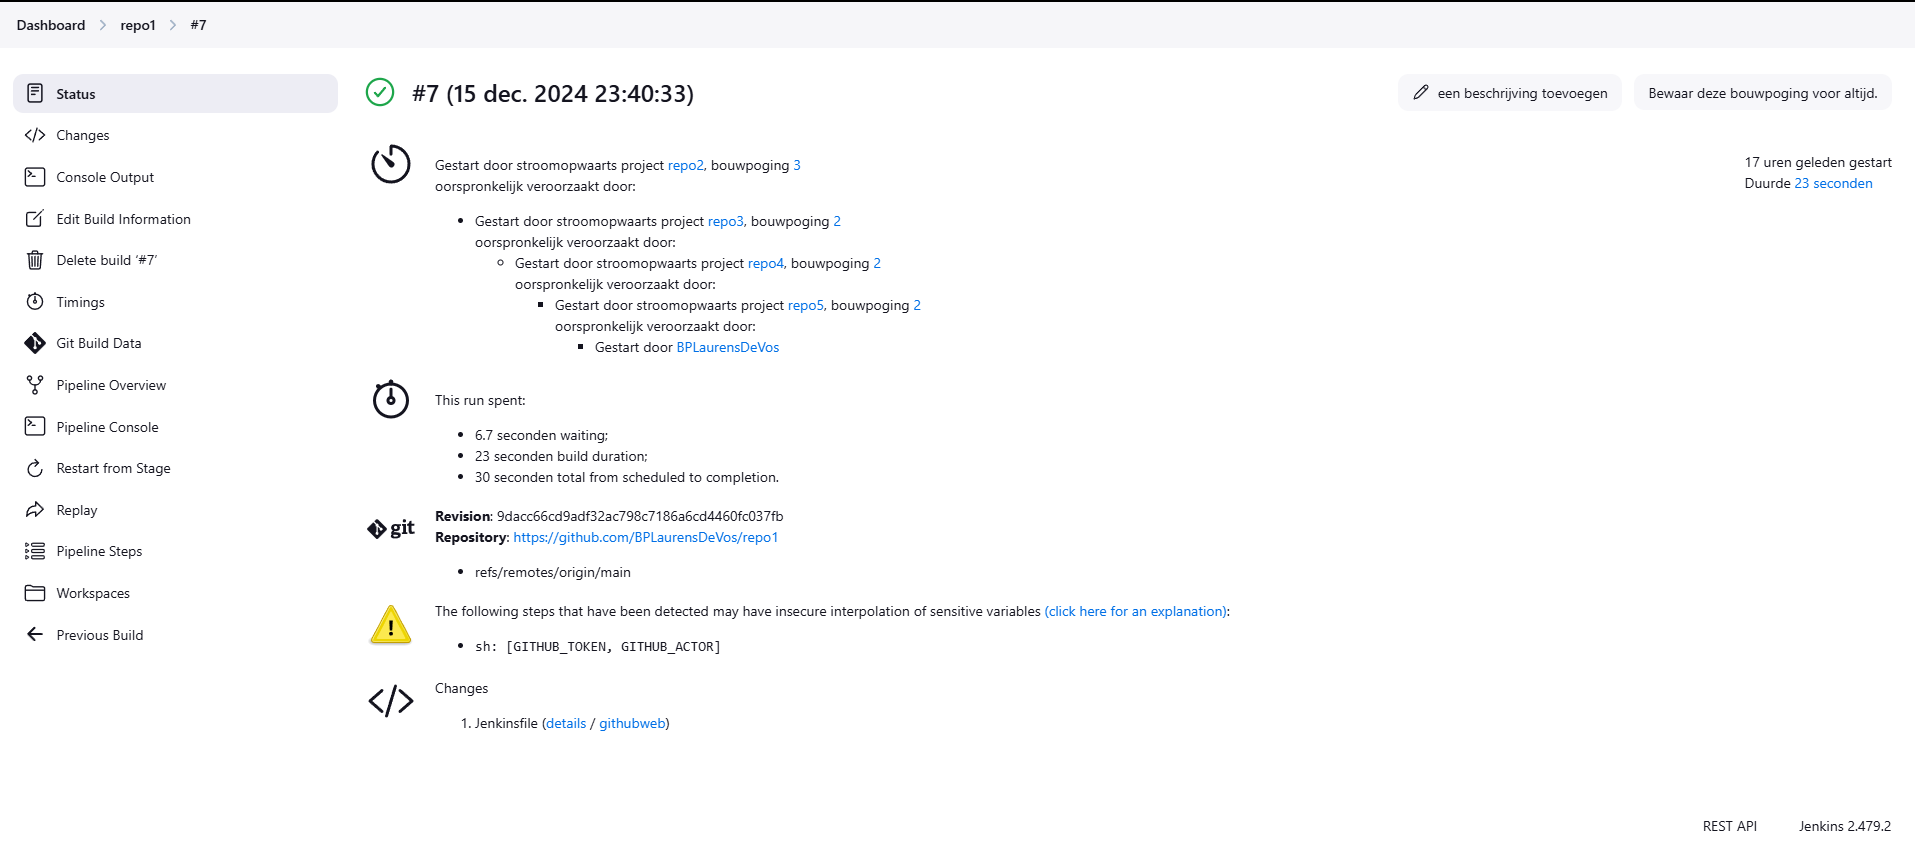 Dashboard > repo1 > #7
Status
Changes
Console Output
Edit Build Information
Delete build ‘#7’
Timings
Git Build Data
Pipeline Overview
Pipeline Console
Restart from Stage
Replay
Pipeline Steps
Workspaces
Previous Build
#7 (15 dec. 2024 23:40:33)
een beschrijving toevoegen
Bewaar deze bouwpoging voor altijd.
17 uren geleden gestart
Duurde 23 seconden
Gestart door stroomopwaarts project repo2, bouwpoging 3
oorspronkelijk veroorzaakt door:
• Gestart door stroomopwaarts project repo3, bouwpoging 2
oorspronkelijk veroorzaakt door:
Gestart door stroomopwaarts project repo4, bouwpoging 2
oorspronkelijk veroorzaakt door:
Gestart door stroomopwaarts project repo5, bouwpoging 2
oorspronkelijk veroorzaakt door:
Gestart door BPLaurensDeVos
This run spent:
• 6.7 seconden waiting;
• 23 seconden build duration;
• 30 seconden total from scheduled to completion.
git
Revision: 9dacc66cd9adf32ac798c7186a6cd4460fc037fb
Repository: https://github.com/BPLaurensDeVos/repo1
• refs/remotes/origin/main
The following steps that have been detected may have insecure interpolation of sensitive variables (click here for an explanation):
• sh: [GITHUB_TOKEN, GITHUB_ACTOR]
Changes
1. Jenkinsfile (details / githubweb)
REST API
Jenkins 2.479.2